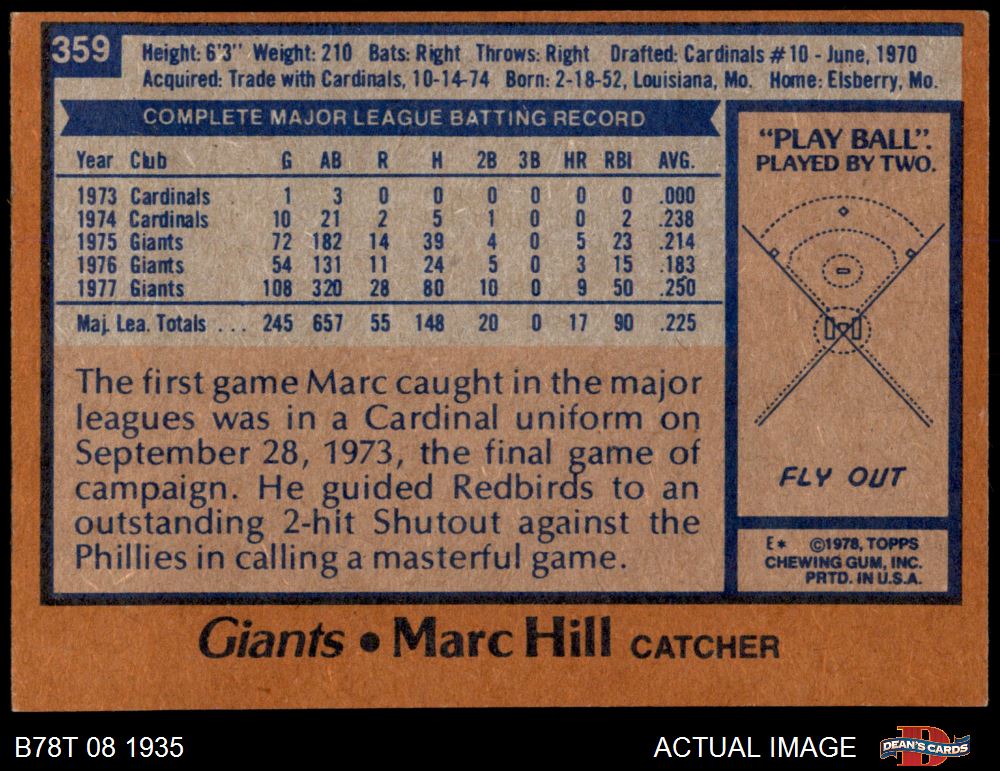 359
Height: 6'3" Weight: 210 Bats: Right Throws: Right Drafted: Cardinals #10 - June, 1970
Acquired: Trade with Cardinals, 10-14-74 Born: 2-18-52, Louisiana, Mo. Home: Elsberry, Mo.
COMPLETE MAJOR LEAGUE BATTING RECORD
Year Club G AB R H 2B 3B HR RBI AVG.
1973 Cardinals 1 3 0 0 0 0 0 0 .000
1974 Cardinals 10 21 2 5 1 0 0 2 .238
1975 Giants 72 182 14 39 4 0 5 23 .214
1976 Giants 54 131 11 24 5 0 3 15 .183
1977 Giants 108 320 28 80 10 0 9 50 .250
Maj. Lea. Totals ... 245 657 55 148 20 0 17 90 .225
The first game Marc caught in the major
leagues was in a Cardinal uniform on
September 28, 1973, the final game of
campaign. He guided Redbirds to an
outstanding 2-hit Shutout against the
Phillies in calling a masterful game.
"PLAY BALL".
PLAYED BY TWO.
FLY OUT
E* ©1978, TOPPS
CHEWING GUM, INC.
PRTD. IN U.S.A.
Giants • Marc Hill CATCHER
B78T 08 1935
ACTUAL IMAGE
D
DEAN'S CARDS